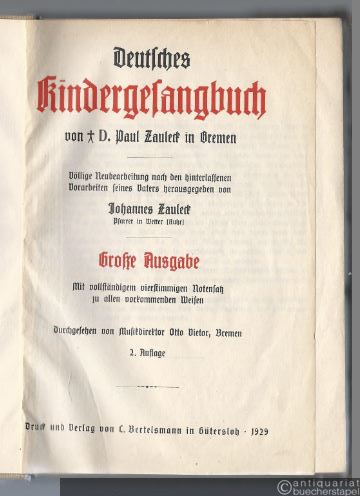 Deutsches
Kindergesangbuch
von ✝ D. Paul Zauleck in Bremen
Völlige Neubearbeitung nach den hinterlassenen
Vorarbeiten seines Vaters herausgegeben von
Johannes Zauleck
Pfarrer in Wetter (Ruhr)
Große Ausgabe
Mit vollständigem vierstimmigen Notensatz
zu allen vorkommenden Weisen
Durchgesehen von Musikdirektor Otto Vietor, Bremen
2. Auflage
Druck und Verlag von C. Bertelsmann in Gütersloh · 1929
antiquariat
buecherstapel